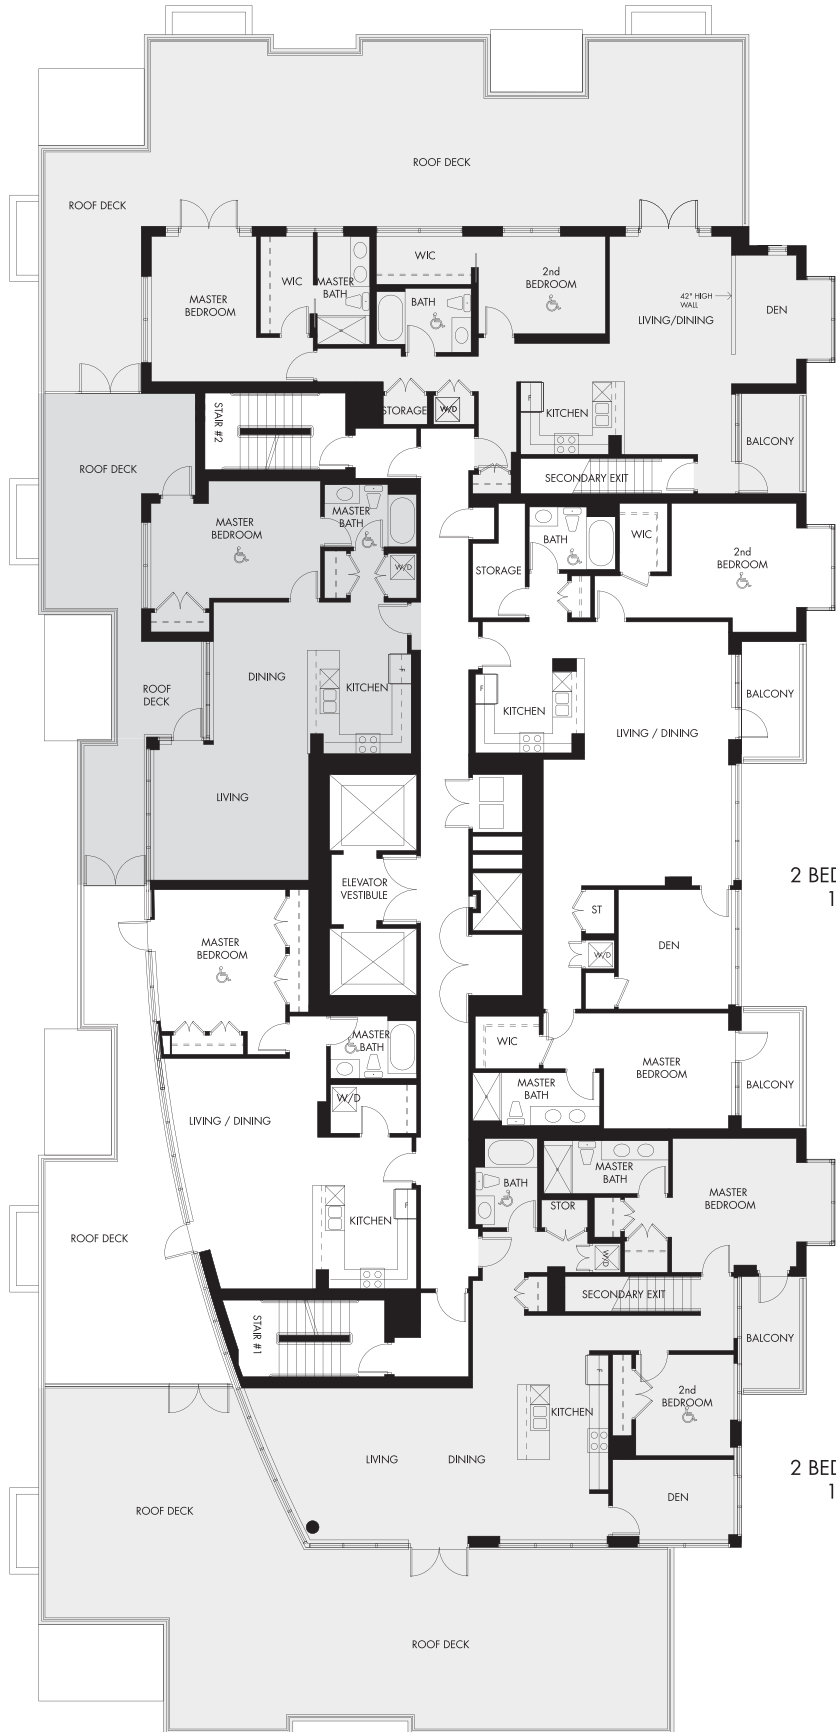 ROOF DECK
ROOF DECK
MASTER
BEDROOM
WIC
MASTER
BATH
WIC
BATH
2nd
BEDROOM
42" HIGH
WALL
LIVING/DINING
DEN
STORAGE
W/D
F
KITCHEN
BALCONY
STAIR #2
SECONDARY EXIT
ROOF DECK
MASTER
BEDROOM
MASTER
BATH
W/D
STORAGE
BATH
WIC
2nd
BEDROOM
DINING
ROOF
DECK
KITCHEN
F
F
KITCHEN
LIVING / DINING
BALCONY
LIVING
ELEVATOR
VESTIBULE
2 BED
1
ST
W/D
DEN
MASTER
BEDROOM
MASTER
BATH
WIC
MASTER
BEDROOM
MASTER
BATH
BALCONY
W/D
LIVING / DINING
KITCHEN
F
BATH
MASTER
BATH
STOR
W/D
MASTER
BEDROOM
ROOF DECK
SECONDARY EXIT
STAIR #1
BALCONY
F
KITCHEN
2nd
BEDROOM
LIVING
DINING
2 BED
1
DEN
ROOF DECK
ROOF DECK